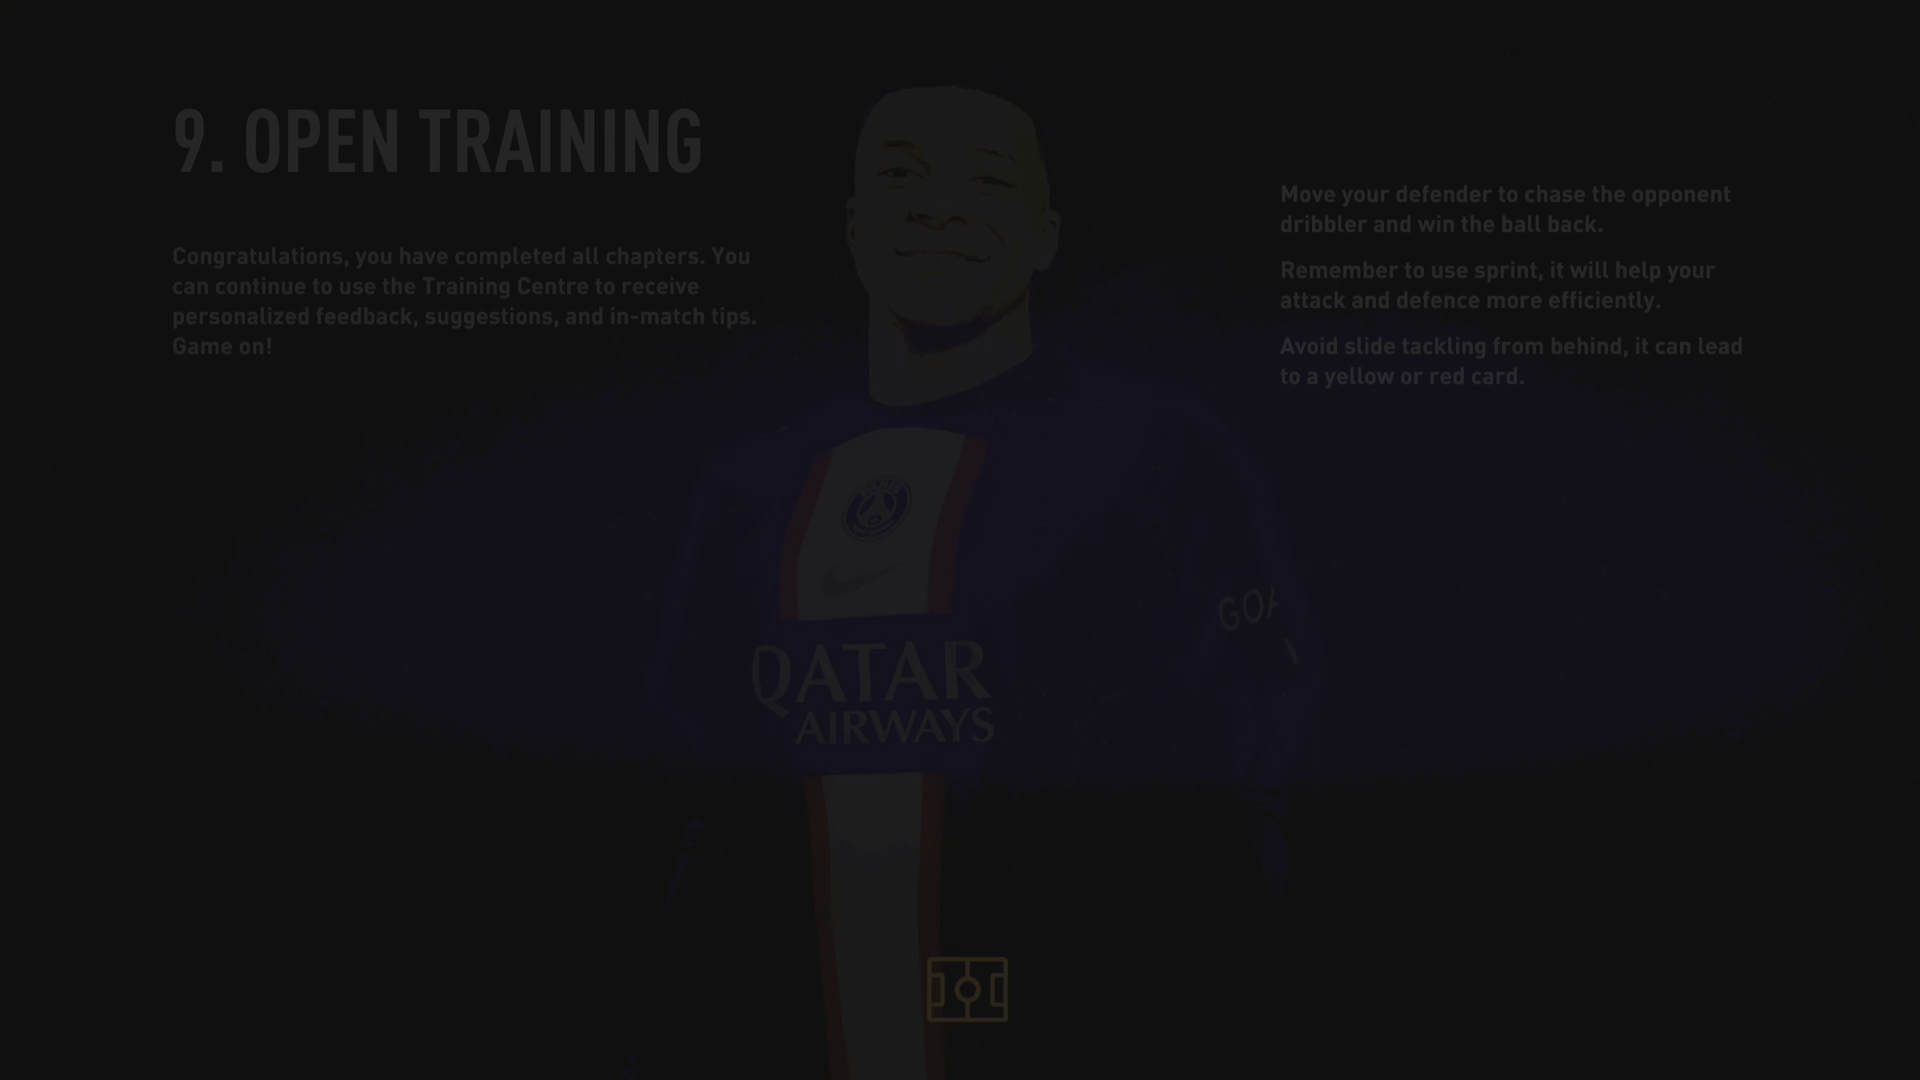 9. OPEN TRAINING
Congratulations, you have completed all chapters. You
can continue to use the Training Centre to receive
personalized feedback, suggestions, and in-match tips.
Game on!
Move your defender to chase the opponent
dribbler and win the ball back.
Remember to use sprint, it will help your
attack and defence more efficiently.
Avoid slide tackling from behind, it can lead
to a yellow or red card.
QATAR
AIRWAYS